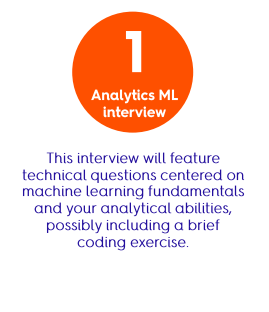 1
Analytics ML
interview
This interview will feature
technical questions centered on
machine learning fundamentals
and your analytical abilities,
possibly including a brief
coding exercise.